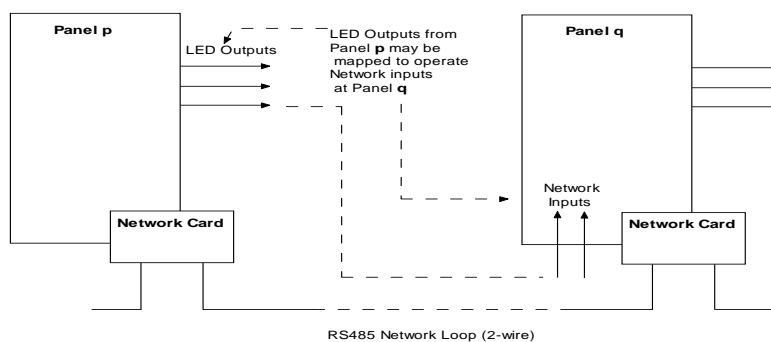 Panel p
LED Outputs
LED Outputs from
Panel p may be
mapped to operate
Network inputs
at Panel q
Panel q
Network
Inputs
Network Card
Network Card
RS485 Network Loop (2-wire)